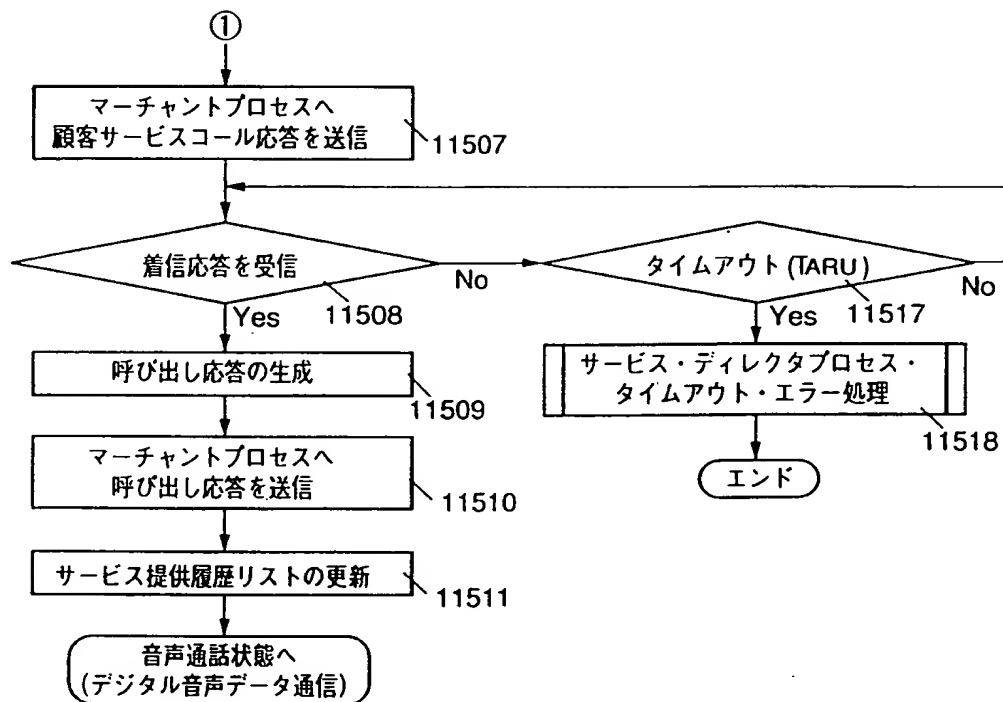 ①
マーチャントプロセスへ
顧客サービスコール応答を送信
11507
着信応答を受信
No
11508
Yes
タイムアウト(TARU)
No
11517
Yes
呼び出し応答の生成
11509
サービス・ディレクタプロセス・
タイムアウト・エラー処理
11518
マーチャントプロセスへ
呼び出し応答を送信
11510
エンド
サービス提供履歴リストの更新
11511
音声通話状態へ
(デジタル音声データ通信)